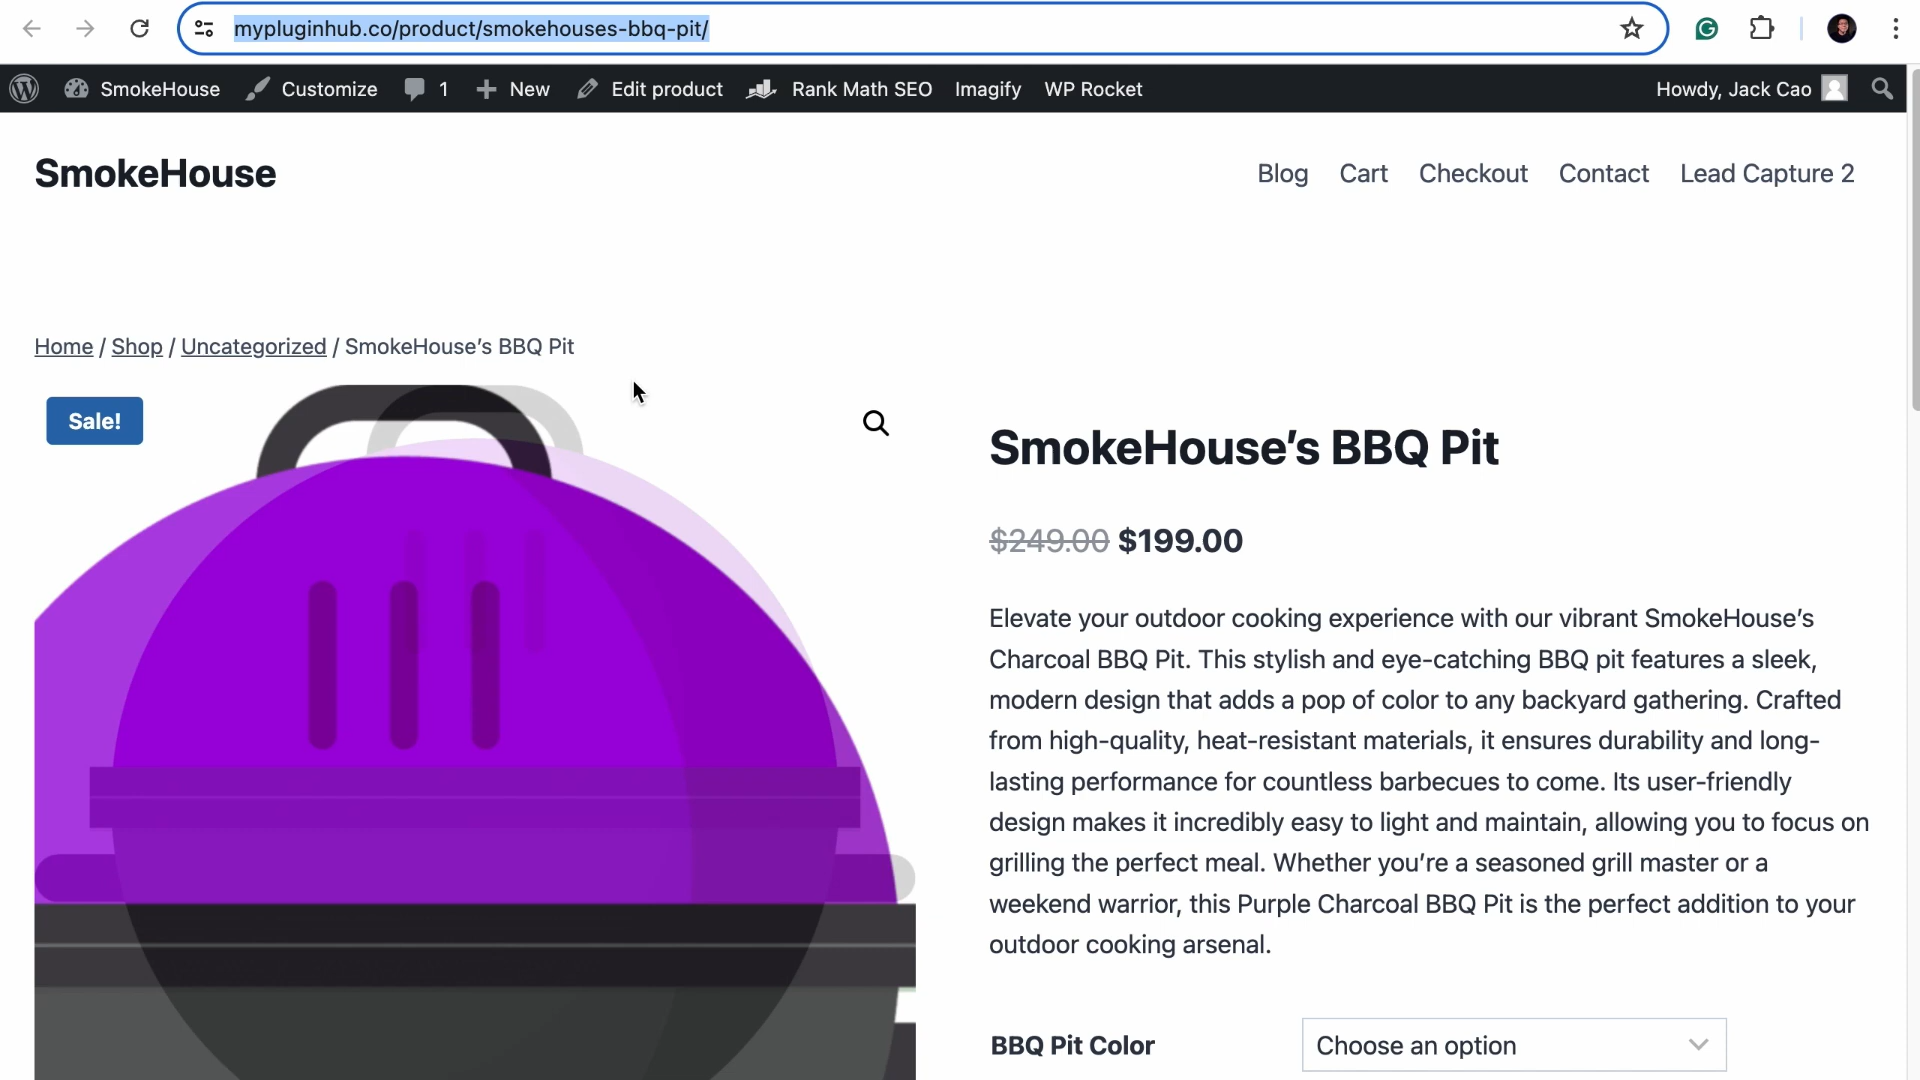 mypluginhub.co/product/smokehouses-bbq-pit/
SmokeHouse Customize 1 New Edit product Rank Math SEO Imagify WP Rocket Howdy, Jack Cao
SmokeHouse
Blog Cart Checkout Contact Lead Capture 2
Home / Shop / Uncategorized / SmokeHouse’s BBQ Pit
Sale!
SmokeHouse’s BBQ Pit
$249.00 $199.00
Elevate your outdoor cooking experience with our vibrant SmokeHouse’s
Charcoal BBQ Pit. This stylish and eye-catching BBQ pit features a sleek,
modern design that adds a pop of color to any backyard gathering. Crafted
from high-quality, heat-resistant materials, it ensures durability and long-
lasting performance for countless barbecues to come. Its user-friendly
design makes it incredibly easy to light and maintain, allowing you to focus on
grilling the perfect meal. Whether you’re a seasoned grill master or a
weekend warrior, this Purple Charcoal BBQ Pit is the perfect addition to your
outdoor cooking arsenal.
BBQ Pit Color Choose an option